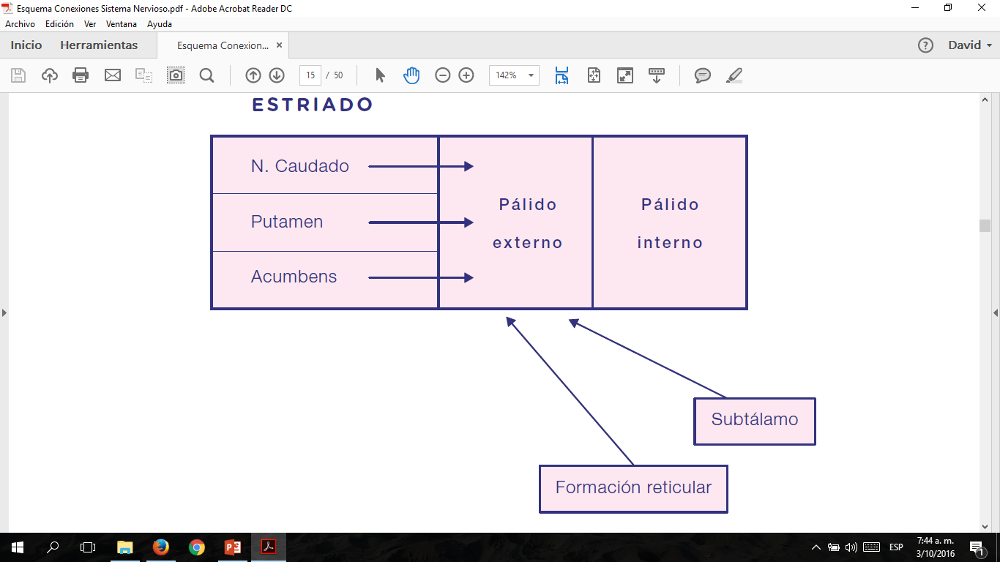 Esquema Conexiones Sistema Nervioso.pdf - Adobe Acrobat Reader DC
Archivo Edición Ver Ventana Ayuda
Inicio Herramientas Esquema Conexion... × ? David
15 / 50 142%
ESTRIADO
N. Caudado
Putamen
Acumbens
Pálido
externo
Pálido
interno
Subtálamo
Formación reticular
ESP
7:44 a. m.
3/10/2016
1